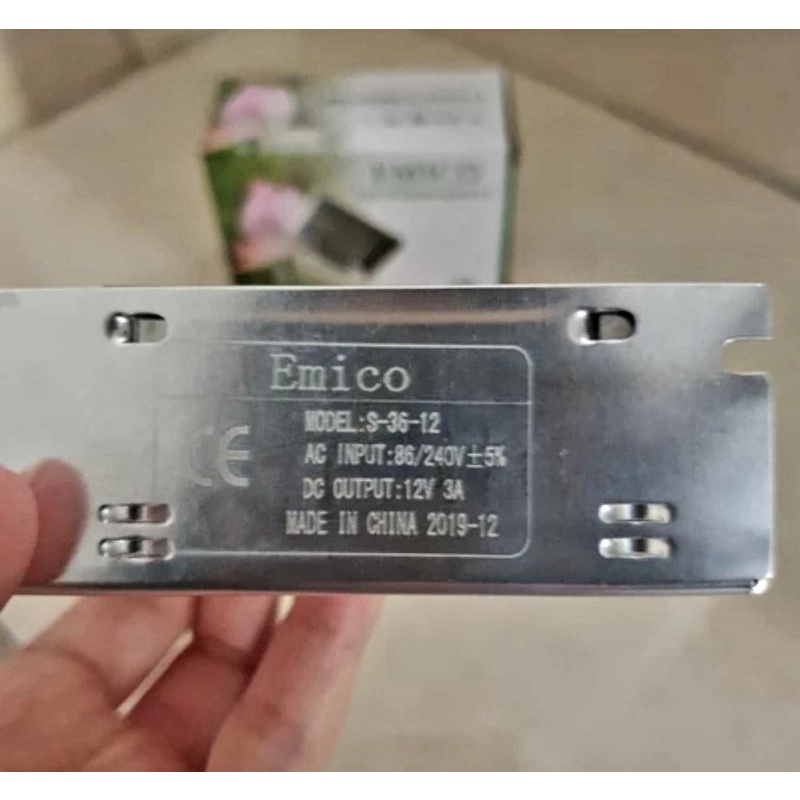 Emico
MODEL:S-36-12
CE
AC INPUT:86/240V±5%
DC OUTPUT:12V 3A
MADE IN CHINA 2019-12